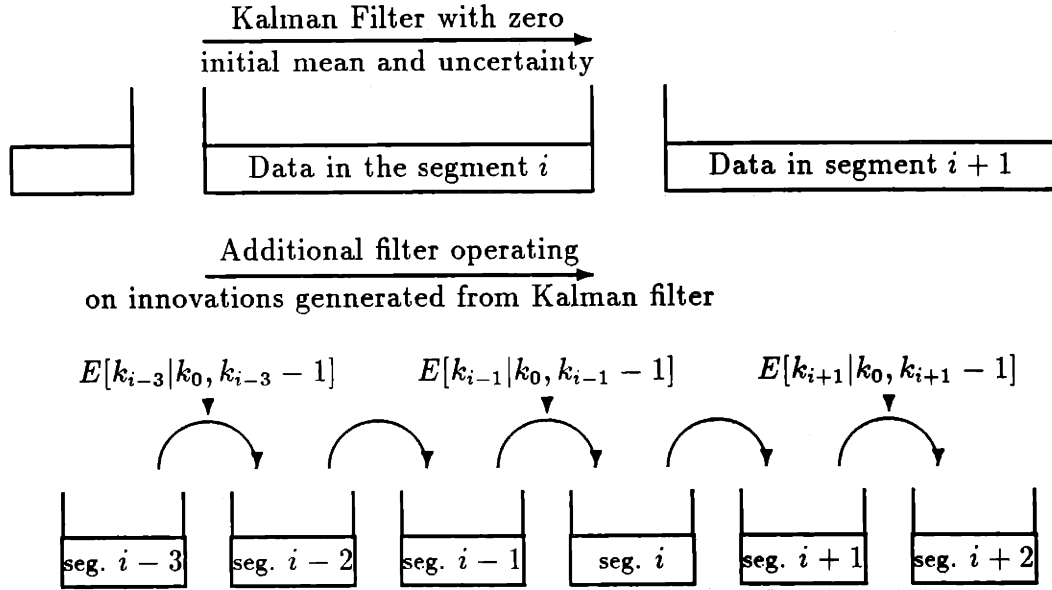 Kalman Filter with zero
initial mean and uncertainty
Data in the segment i
Data in segment i + 1
Additional filter operating
on innovations gennerated from Kalman filter
E[k_{i-3}|k_0, k_{i-3} − 1]
E[k_{i-1}|k_0, k_{i-1} − 1]
E[k_{i+1}|k_0, k_{i+1} − 1]
seg. i − 3
seg. i − 2
seg. i − 1
seg. i
seg. i + 1
seg. i + 2